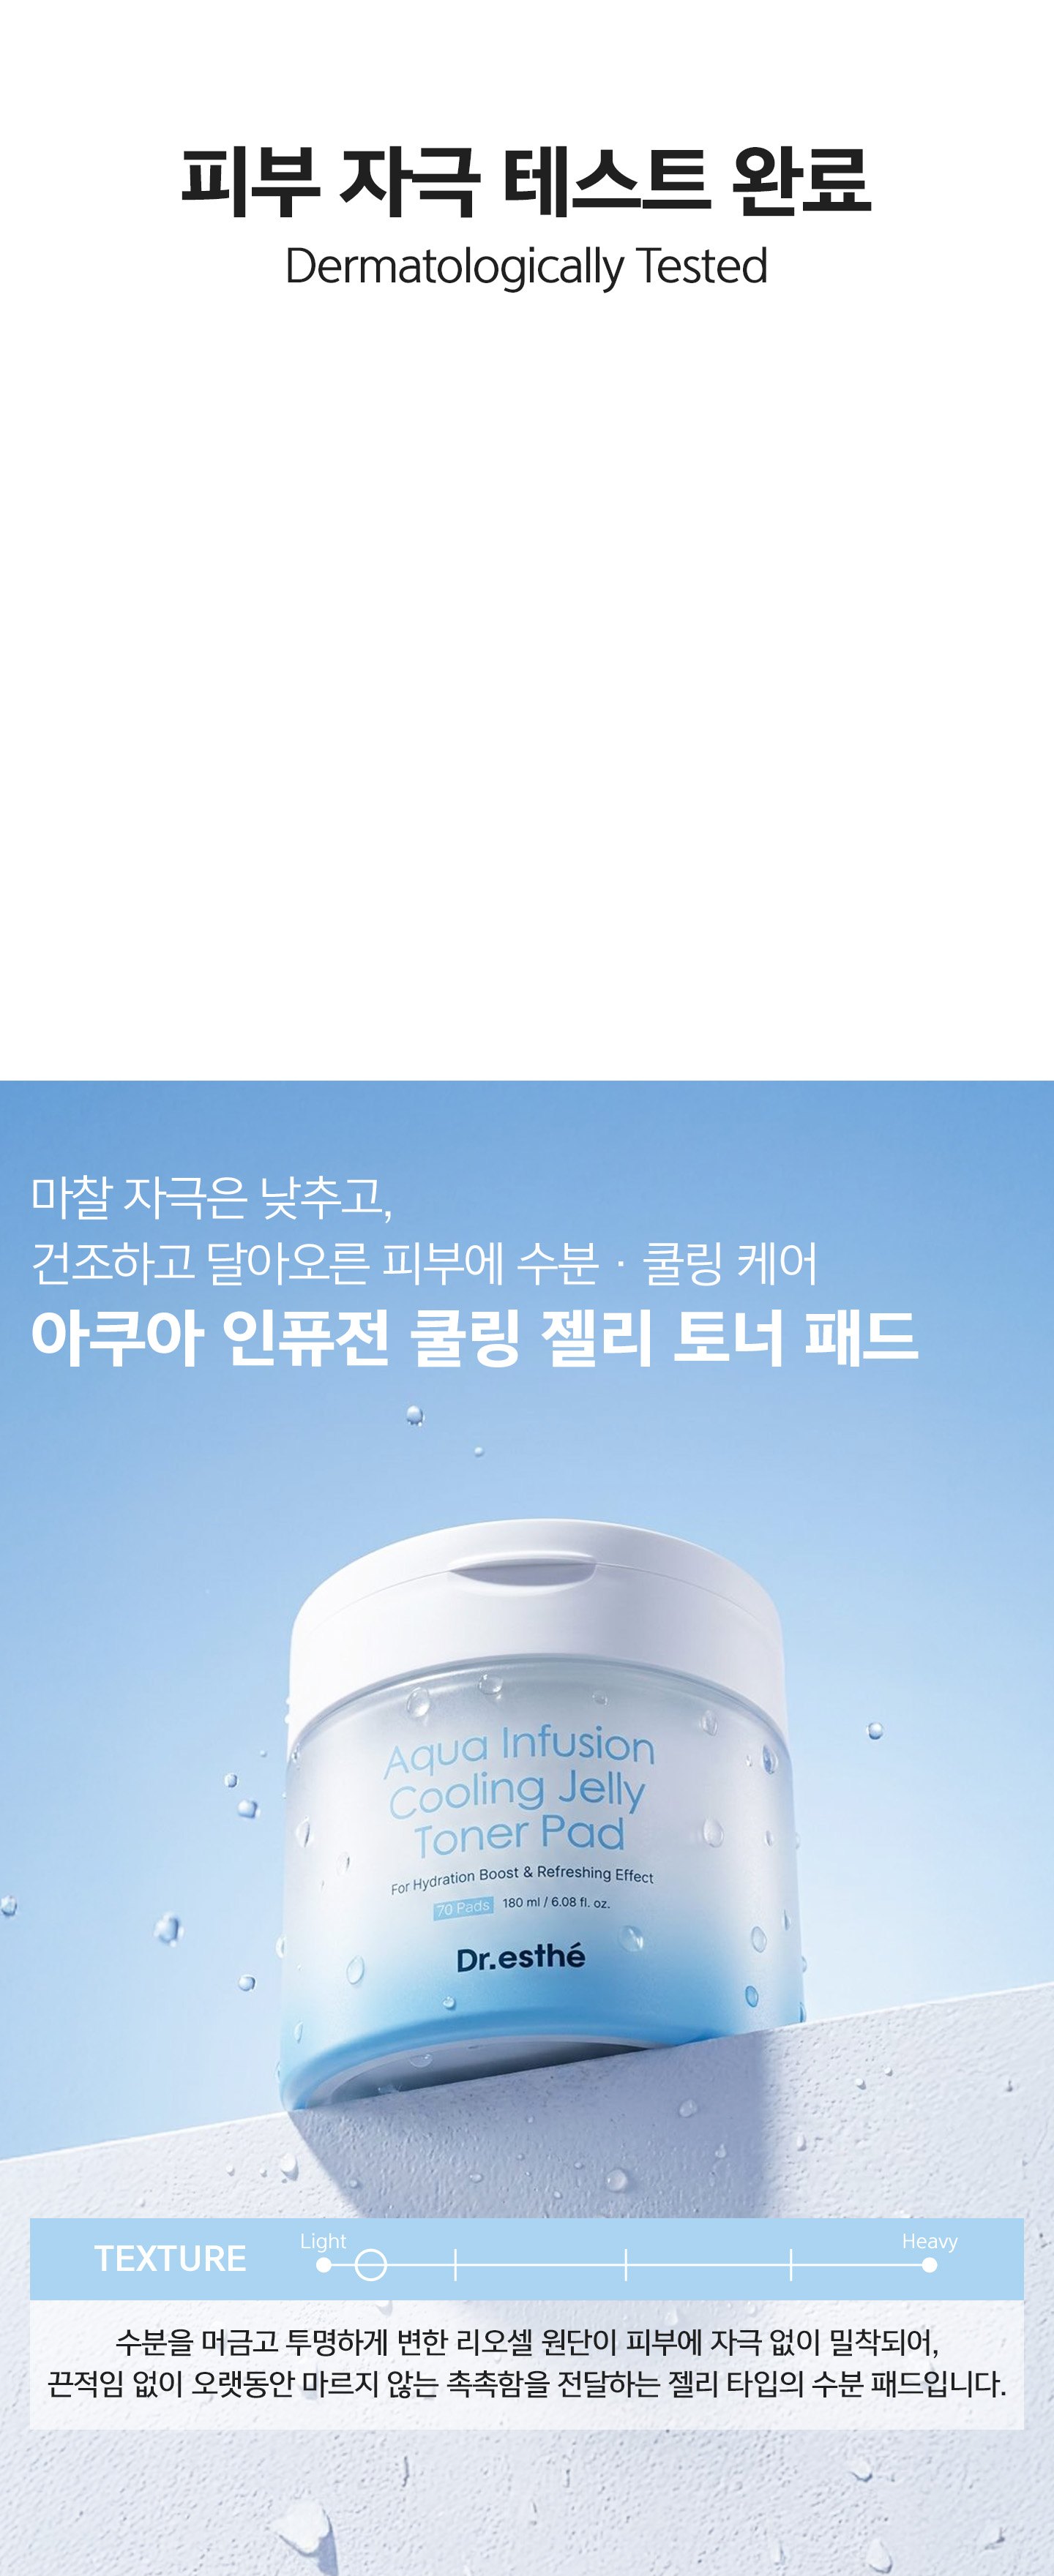 피부 자극 테스트 완료
Dermatologically Tested
마찰 자극은 낮추고,
건조하고 달아오른 피부에 수분 · 쿨링 케어
아쿠아 인퓨전 쿨링 젤리 토너 패드
Aqua Infusion
Cooling Jelly
Toner Pad
For Hydration Boost & Refreshing Effect
70 Pads 180 ml / 6.08 fl. oz.
Dr.esthé
TEXTURE Light Heavy
수분을 머금고 투명하게 변한 리오셀 원단이 피부에 자극 없이 밀착되어,
끈적임 없이 오랫동안 마르지 않는 촉촉함을 전달하는 젤리 타입의 수분 패드입니다.